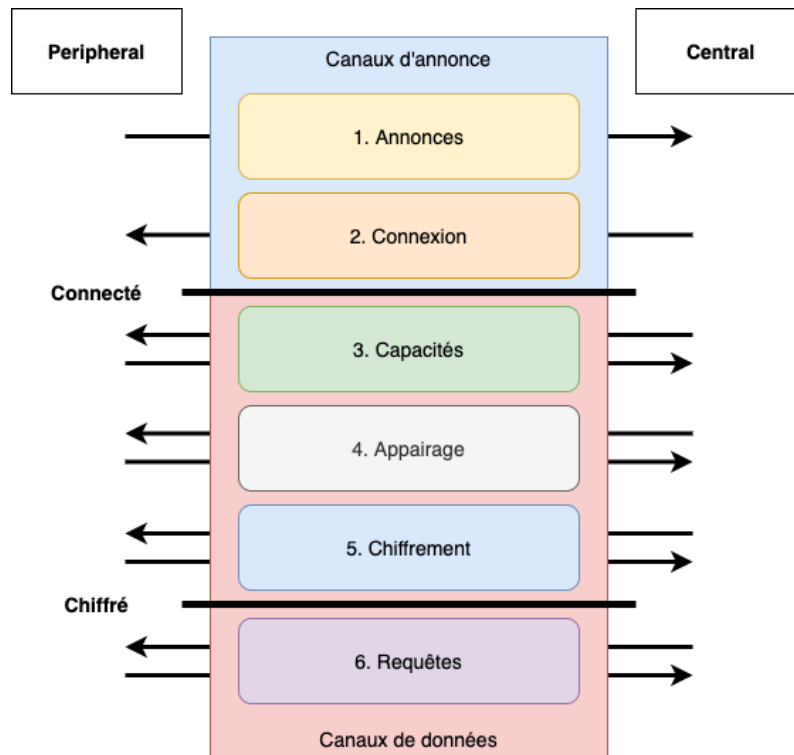 Peripheral
Canaux d'annonce
Central
1. Annonces
2. Connexion
Connecté
3. Capacités
4. Appairage
5. Chiffrement
Chiffré
6. Requêtes
Canaux de données